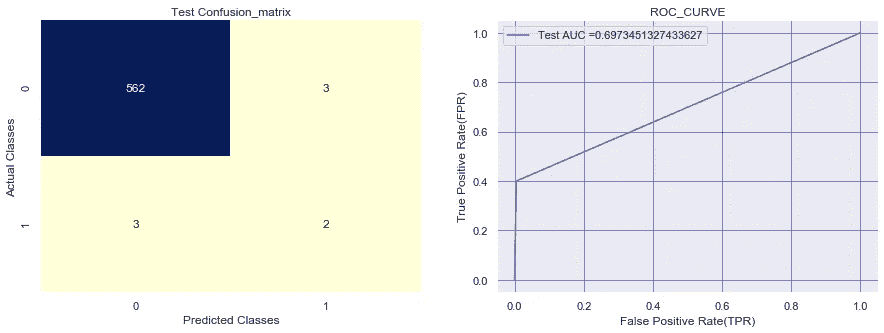 Test Confusion_matrix
0
562
3
Actual Classes
1
3
2
0
1
Predicted Classes
ROC_CURVE
Test AUC =0.6973451327433627
1.0
0.8
0.6
0.4
0.2
0.0
True Positive Rate(FPR)
0.0 0.2 0.4 0.6 0.8 1.0
False Positive Rate(TPR)